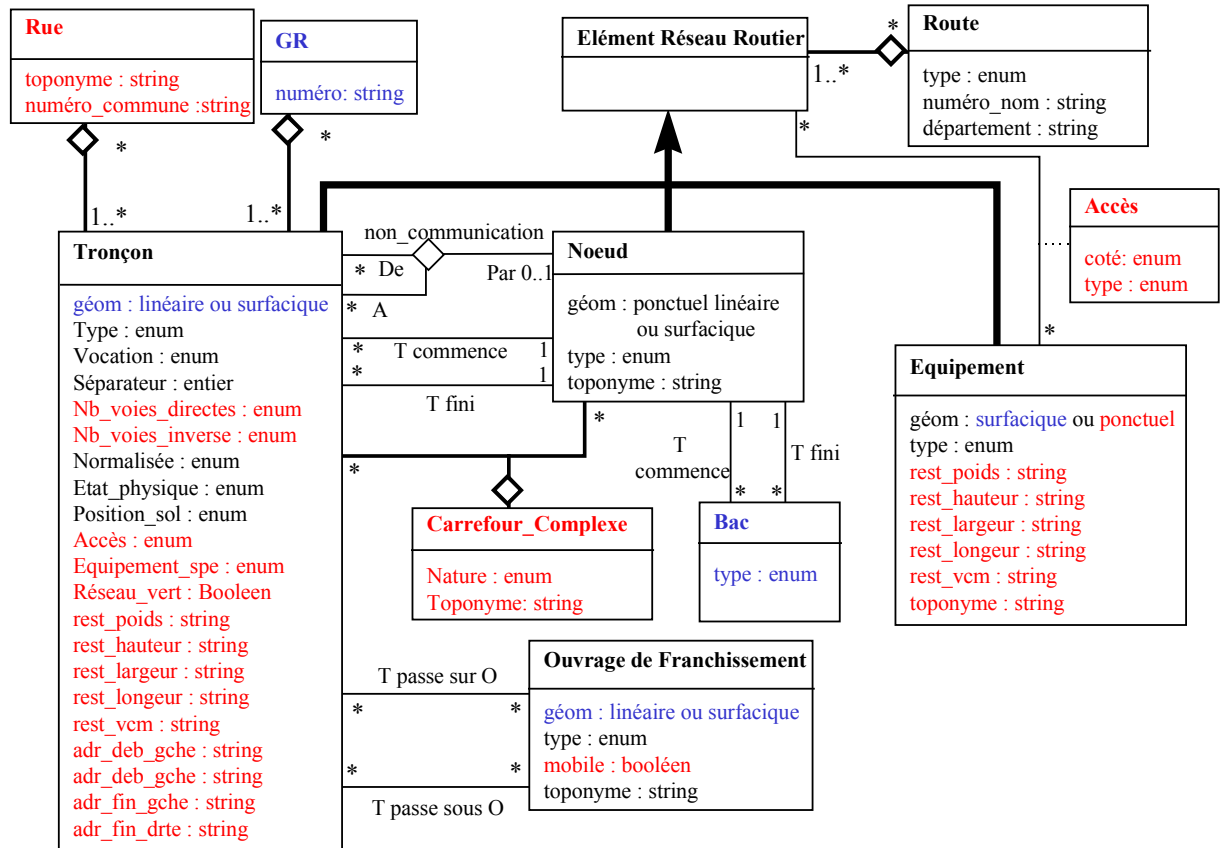 Rue
toponyme : string
numéro_commune :string
GR
numéro: string
Elément Réseau Routier
Route
type : enum
numéro_nom : string
département : string
*
1..*
*
*
*
1..*
1..*
Accès
coté: enum
type : enum
*
Tronçon
géom : linéaire ou surfacique
Type : enum
Vocation : enum
Séparateur : entier
Nb_voies_directes : enum
Nb_voies_inverse : enum
Normalisée : enum
Etat_physique : enum
Position_sol : enum
Accès : enum
Equipement_spe : enum
Réseau_vert : Booleen
rest_poids : string
rest_hauteur : string
rest_largeur : string
rest_longeur : string
rest_vcm : string
adr_deb_gche : string
adr_deb_gche : string
adr_fin_gche : string
adr_fin_drte : string
non_communication
* De
Par 0..1
* A
* T commence 1
* 1
T fini
Noeud
géom : ponctuel linéaire
ou surfacique
type : enum
toponyme : string
*
*
1 1
T
commence
T fini
* *
Carrefour_Complexe
Nature : enum
Toponyme: string
Bac
type : enum
Equipement
géom : surfacique ou ponctuel
type : enum
rest_poids : string
rest_hauteur : string
rest_largeur : string
rest_longeur : string
rest_vcm : string
toponyme : string
T passe sur O
* *
* *
T passe sous O
Ouvrage de Franchissement
géom : linéaire ou surfacique
type : enum
mobile : booléen
toponyme : string